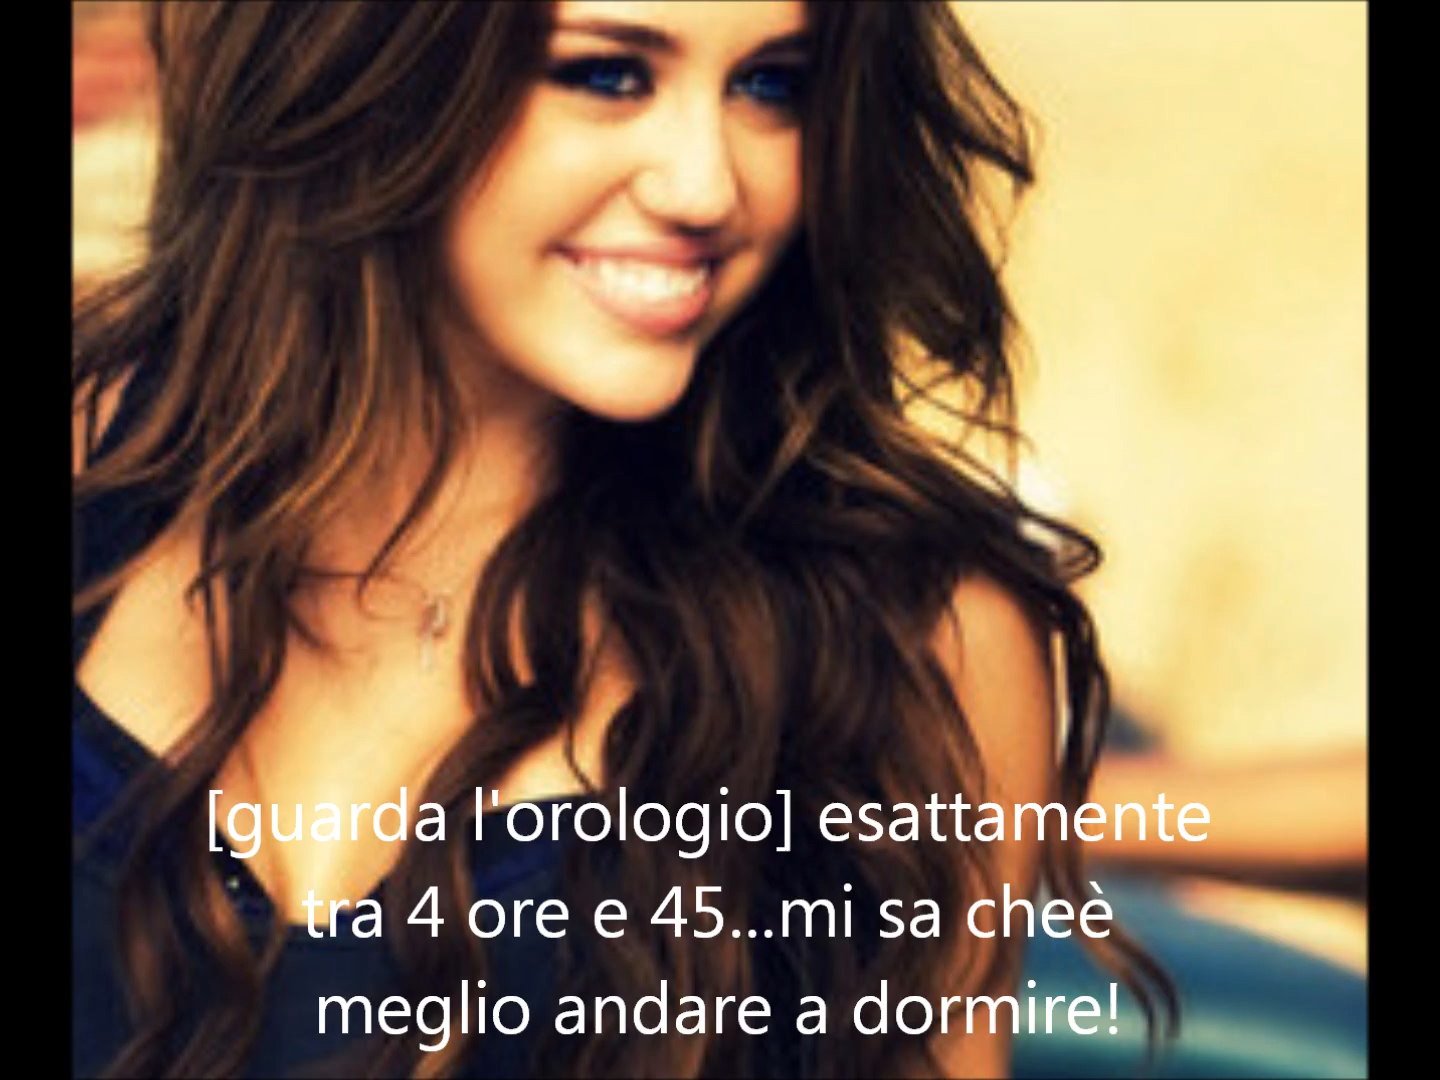 [guarda l'orologio] esattamente
tra 4 ore e 45...mi sa cheè
meglio andare a dormire!